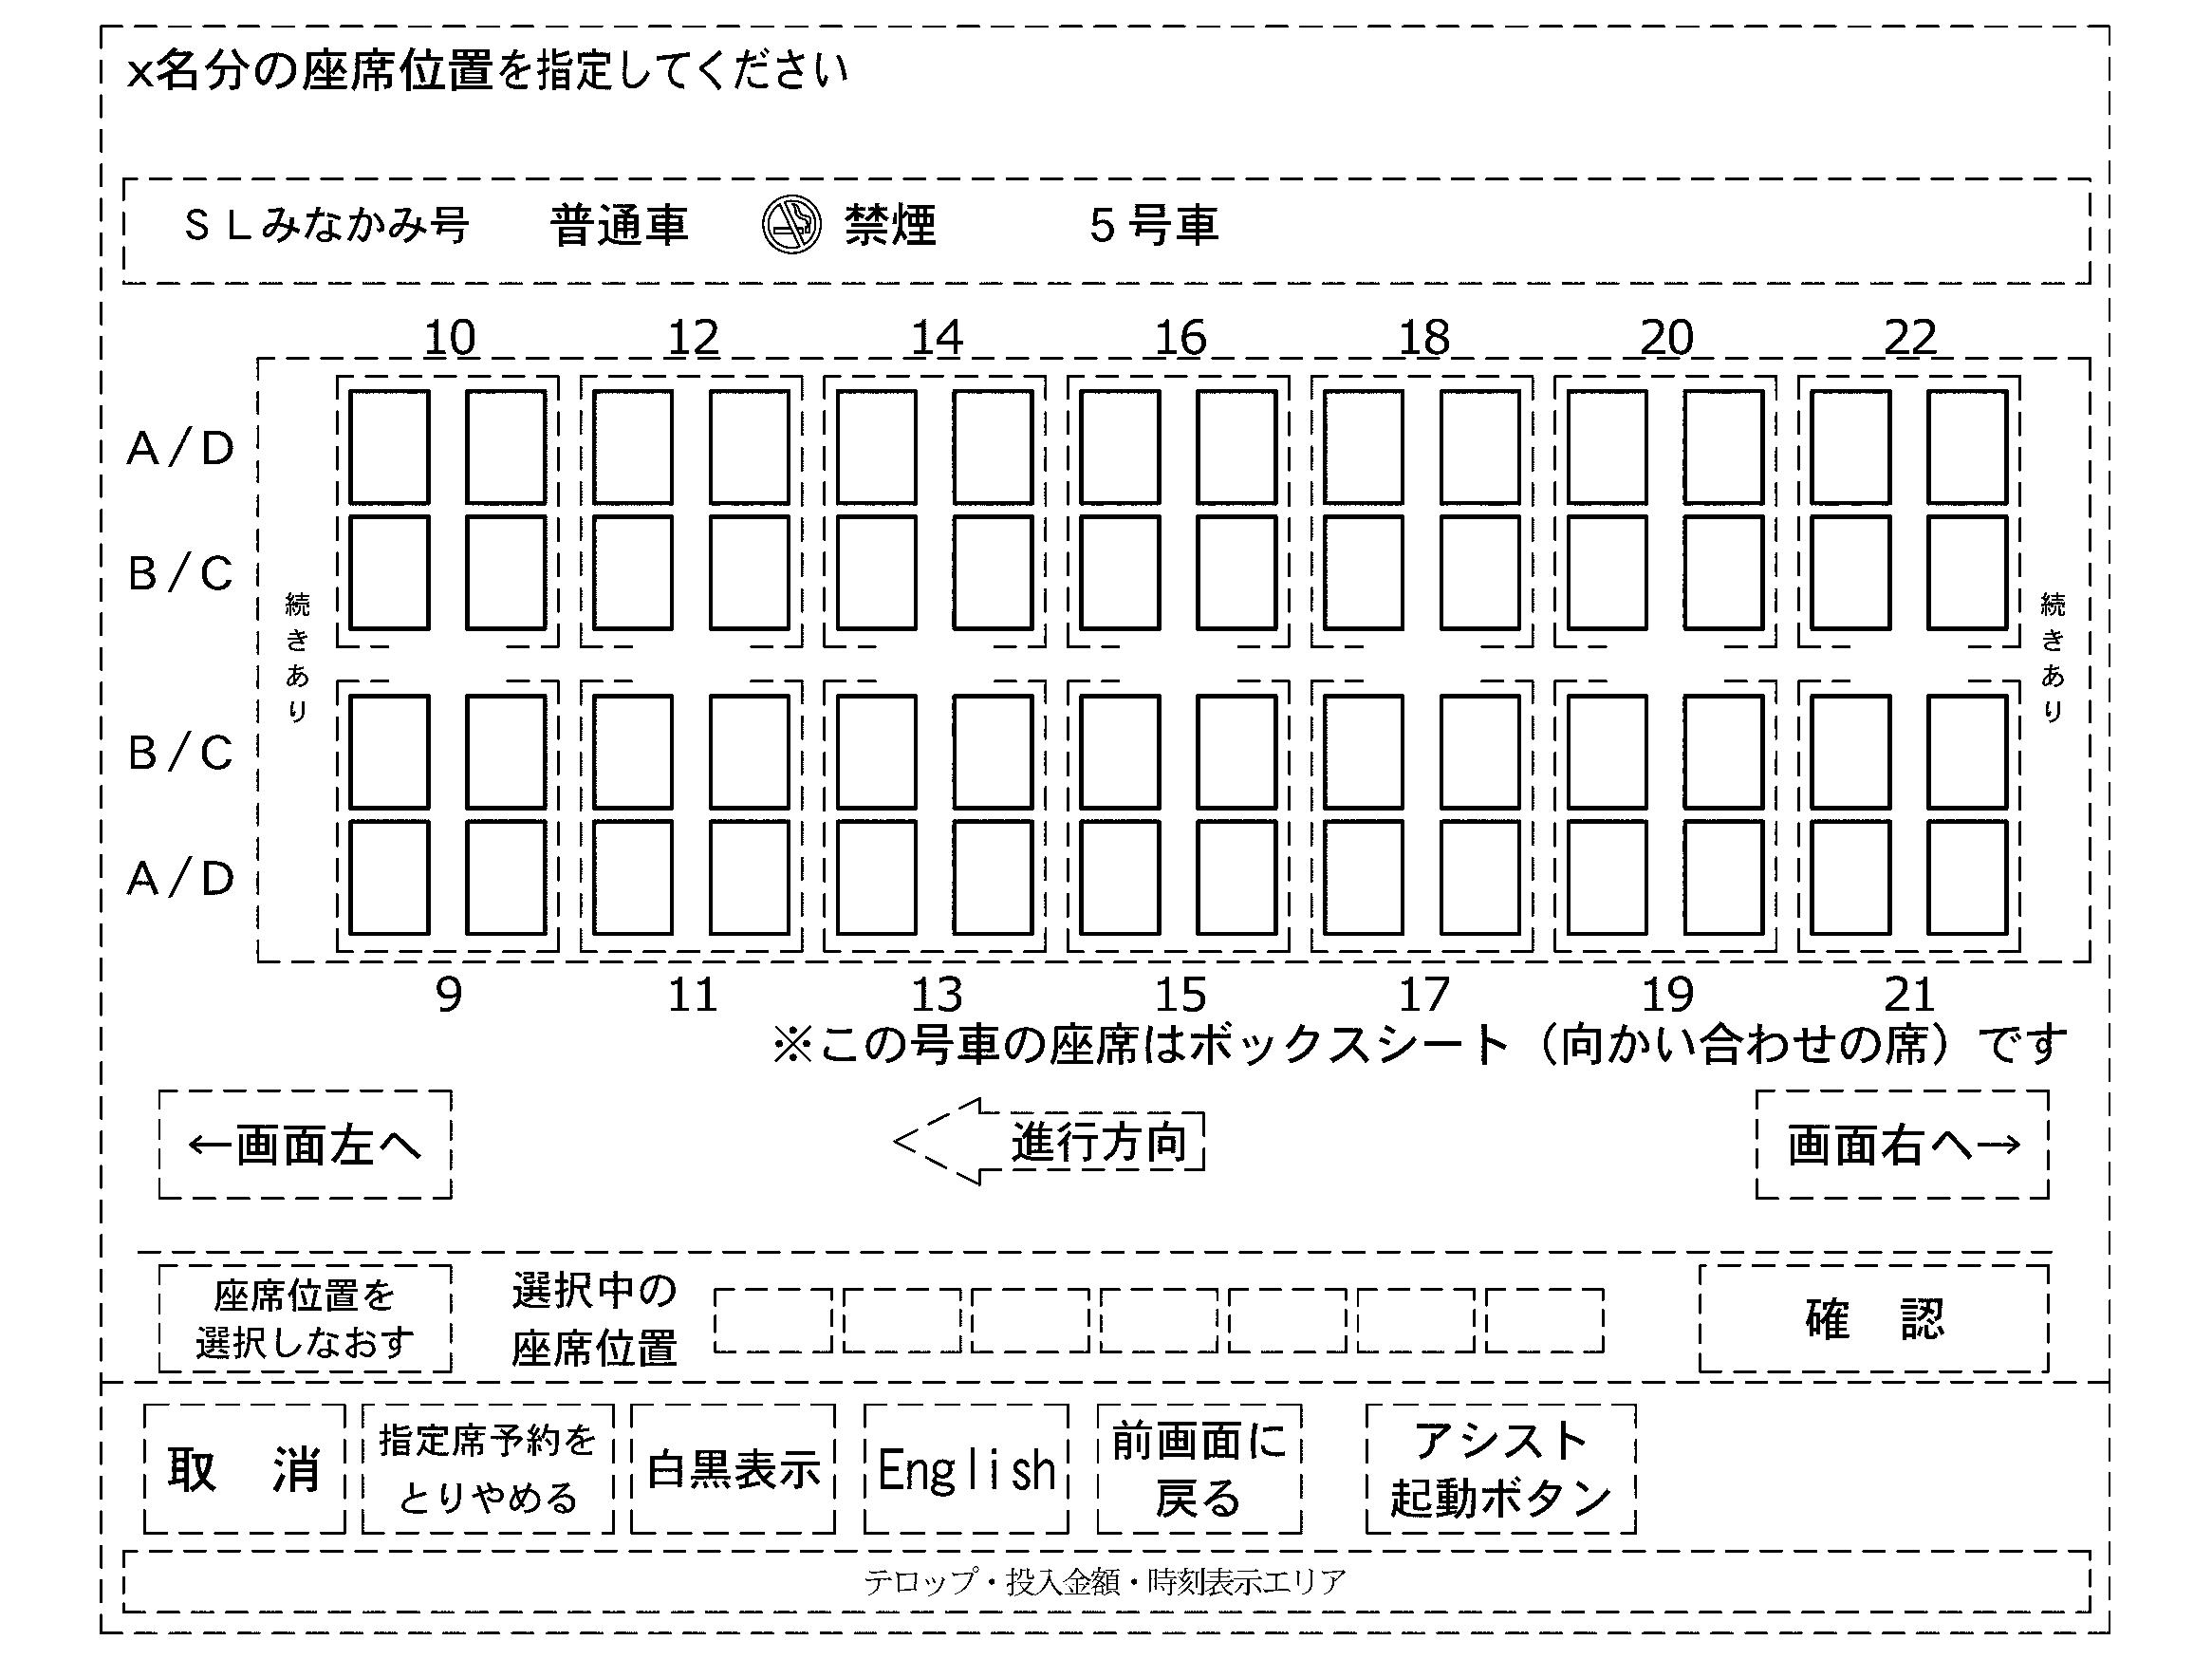 x名分の座席位置を指定してください
ＳＬみなかみ号 普通車 禁煙 ５号車
10 12 14 16 18 20 22
A/D
B/C
続きあり
続きあり
B/C
A/D
9 11 13 15 17 19 21
※この号車の座席はボックスシート（向かい合わせの席）です
←画面左へ
進行方向
画面右へ→
座席位置を
選択しなおす
選択中の
座席位置
確　認
取　消
指定席予約を
とりやめる
白黒表示
English
前画面に
戻る
アシスト
起動ボタン
テロップ・投入金額・時刻表示エリア